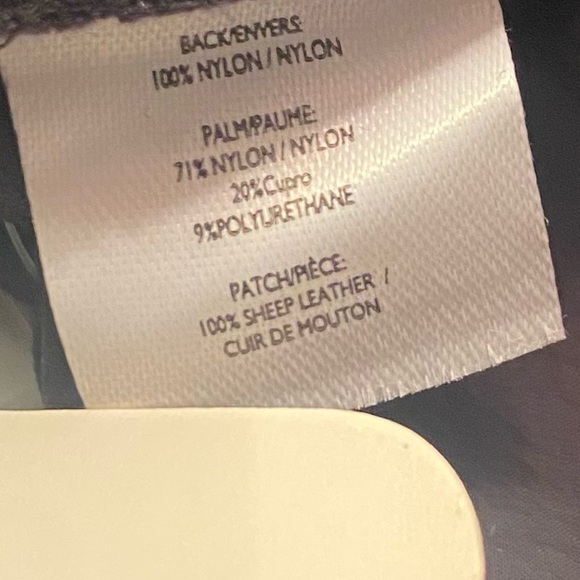 BACK/ENVERS:
100% NYLON / NYLON
PALM/PAUME:
71% NYLON / NYLON
20% Cupro
9% POLYURETHANE
PATCH/PIÈCE:
100% SHEEP LEATHER /
CUIR DE MOUTON